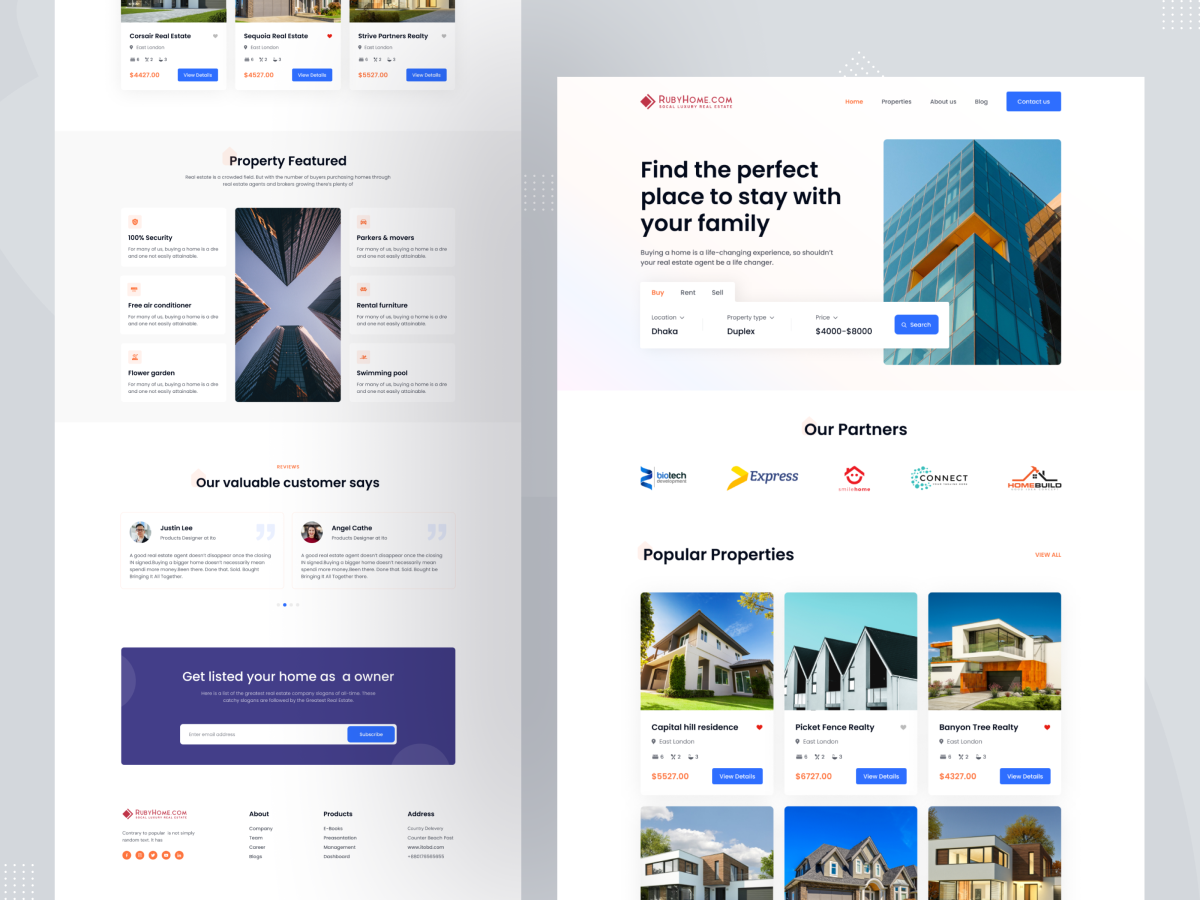 Corsair Real Estate
East London
6 2 3
$4427.00
View Details
Sequoia Real Estate
East London
6 2 3
$4527.00
View Details
Strive Partners Realty
East London
6 2 3
$5527.00
View Details
Property Featured
Real estate is a crowded field. But with the number of buyers purchasing homes through
real estate agents and brokers growing there's plenty of
100% Security
For many of us, buying a home is a dre
and one not easily attainable.
Free air conditioner
For many of us, buying a home is a dre
and one not easily attainable.
Flower garden
For many of us, buying a home is a dre
and one not easily attainable.
Parkers & movers
For many of us, buying a home is a dre
and one not easily attainable.
Rental furniture
For many of us, buying a home is a dre
and one not easily attainable.
Swimming pool
For many of us, buying a home is a dre
and one not easily attainable.
REVIEWS
Our valuable customer says
Justin Lee
Products Designer at Ito
A good real estate agent doesn't disappear once the closing
IN signed.Buying a bigger home doesn't necessarily mean
spendi more money.Been there. Done that. Sold. Bought
Bringing It All Together.
Angel Cathe
Products Designer at Ito
A good real estate agent doesn't disappear once the closing
IN signed.Buying a bigger home doesn't necessarily mean
spendi more money.Been there. Done that. Sold. Bought be
Bringing It All Together there.
Get listed your home as a owner
Here is a list of the greatest real estate company slogans of all-time. These
catchy slogans are followed by the Greatest Real Estate.
Enter email address
Subscribe
RUBYHOME.COM
SOCAL LUXURY REAL ESTATE
Contrary to popular is not simply
random text. It has
About
Company
Team
Career
Blogs
Products
E-Books
Preasentation
Management
Dashboard
Address
County Delewery
Counter Beach Pool
RUBYHOME.COM
SOCAL LUXURY REAL ESTATE
Home
Properties
About us
Blog
Contact us
Find the perfect
place to stay with
your family
Buying a home is a life-changing experience, so shouldn't
your real estate agent be a life changer.
Buy
Rent
Sell
Location
Dhaka
Property type
Duplex
Price
$4000-$8000
Search
Our Partners
biotech
development
Express
smilehome
CONNECT
HOMEBUILD
Popular Properties
VIEW ALL
Capital hill residence
East London
6 2 3
$5527.00
View Details
Picket Fence Realty
East London
6 2 3
$6727.00
View Details
Banyon Tree Realty
East London
6 2 3
$4327.00
View Details